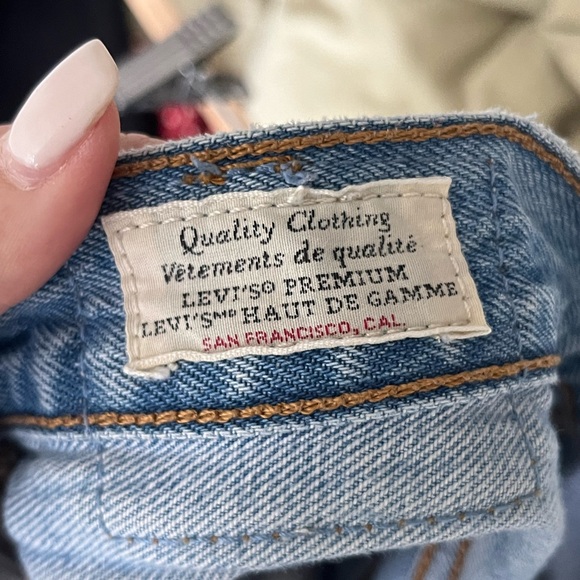 Quality Clothing
Vêtements de qualité
LEVI'S® PREMIUM
LEVI'S ᴹᴰ HAUT DE GAMME
SAN FRANCISCO, CAL.